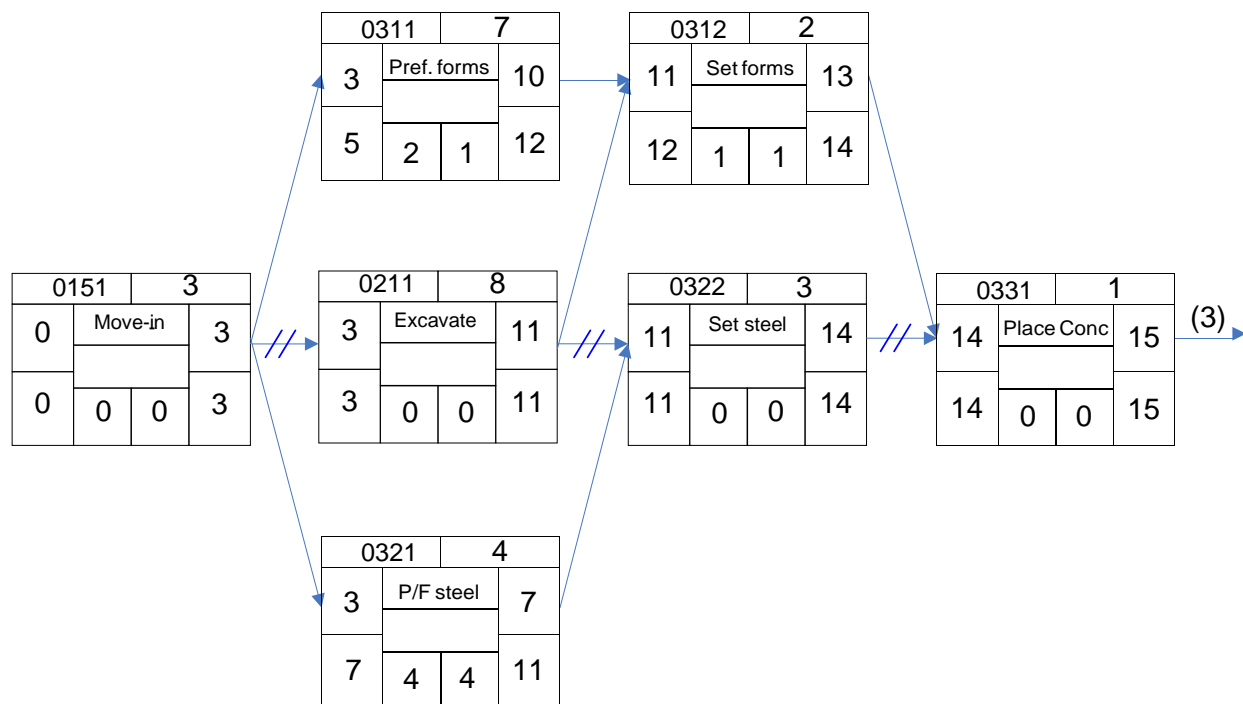 0311 7
Pref. forms
3 10
5 2 1 12
0312 2
Set forms
11 13
12 1 1 14
0151 3
Move-in
0 3
0 0 0 3
0211 8
Excavate
3 11
3 0 0 11
0322 3
Set steel
11 14
11 0 0 14
0331 1
Place Conc
14 15
14 0 0 15
(3)
0321 4
P/F steel
3 7
7 4 4 11